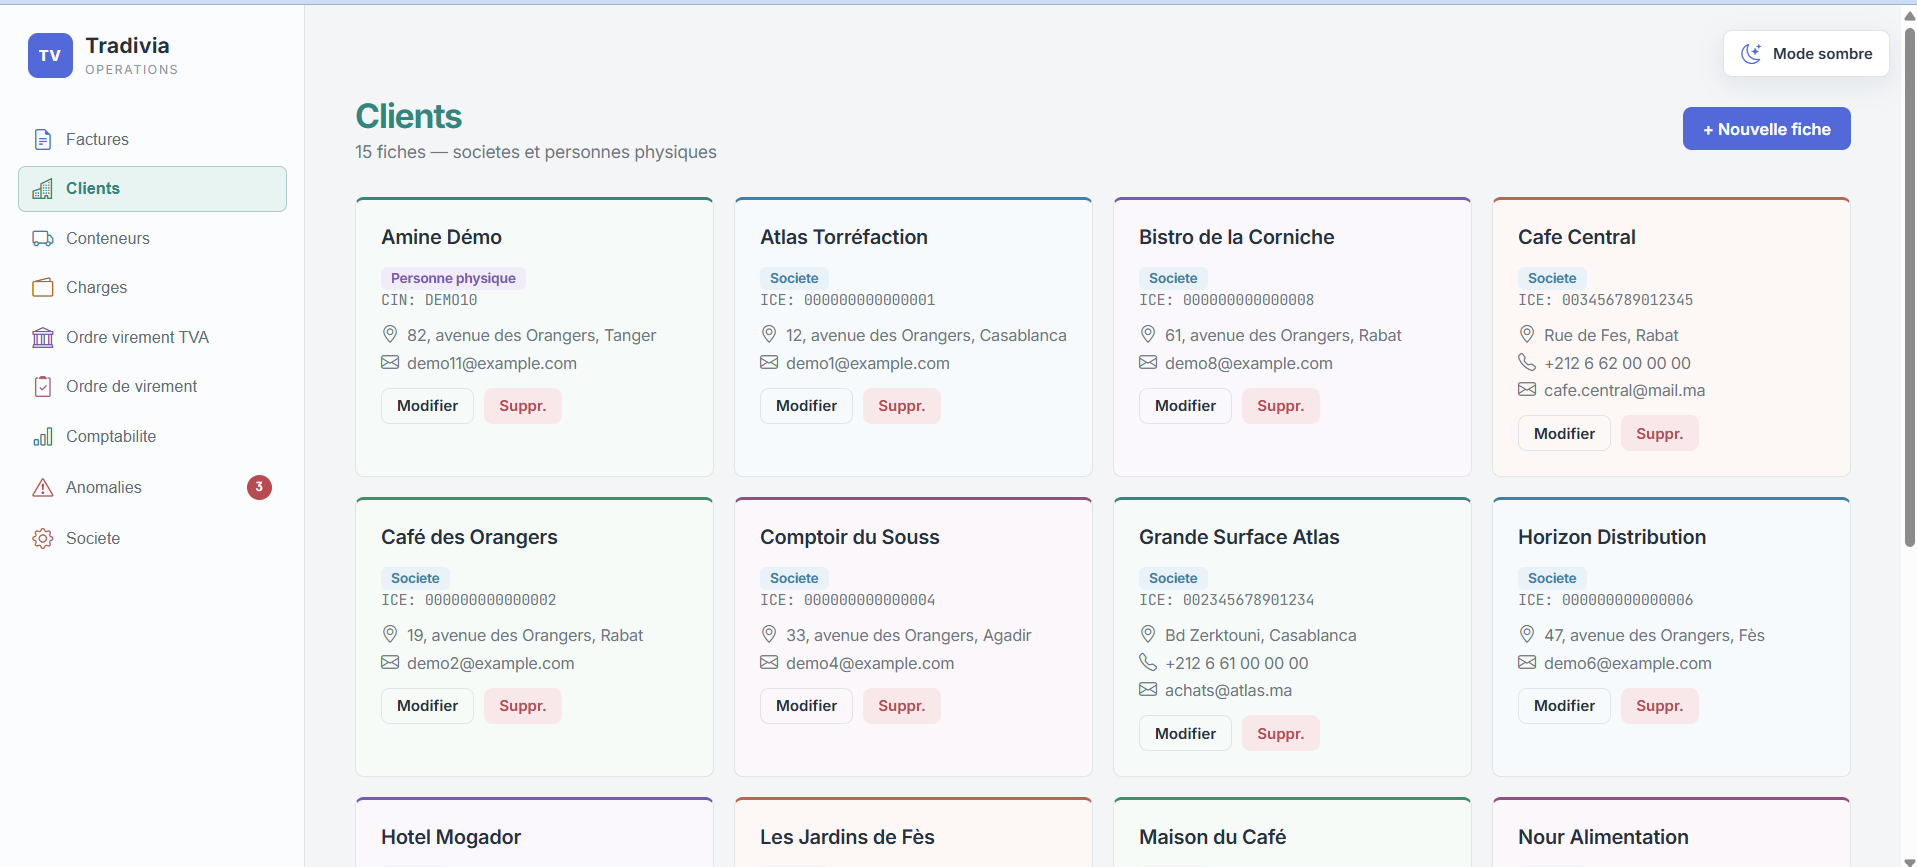 TV
Tradivia
OPERATIONS
Factures
Clients
Conteneurs
Charges
Ordre virement TVA
Ordre de virement
Comptabilite
Anomalies
3
Societe
Mode sombre
Clients
15 fiches — societes et personnes physiques
+ Nouvelle fiche
Amine Démo
Personne physique
CIN: DEMO10
82, avenue des Orangers, Tanger
demo11@example.com
Modifier
Suppr.
Atlas Torréfaction
Societe
ICE: 000000000000001
12, avenue des Orangers, Casablanca
demo1@example.com
Modifier
Suppr.
Bistro de la Corniche
Societe
ICE: 000000000000008
61, avenue des Orangers, Rabat
demo8@example.com
Modifier
Suppr.
Cafe Central
Societe
ICE: 003456789012345
Rue de Fes, Rabat
+212 6 62 00 00 00
cafe.central@mail.ma
Modifier
Suppr.
Café des Orangers
Societe
ICE: 000000000000002
19, avenue des Orangers, Rabat
demo2@example.com
Modifier
Suppr.
Comptoir du Souss
Societe
ICE: 000000000000004
33, avenue des Orangers, Agadir
demo4@example.com
Modifier
Suppr.
Grande Surface Atlas
Societe
ICE: 002345678901234
Bd Zerktouni, Casablanca
+212 6 61 00 00 00
achats@atlas.ma
Modifier
Suppr.
Horizon Distribution
Societe
ICE: 000000000000006
47, avenue des Orangers, Fès
demo6@example.com
Modifier
Suppr.
Hotel Mogador
Les Jardins de Fès
Maison du Café
Nour Alimentation